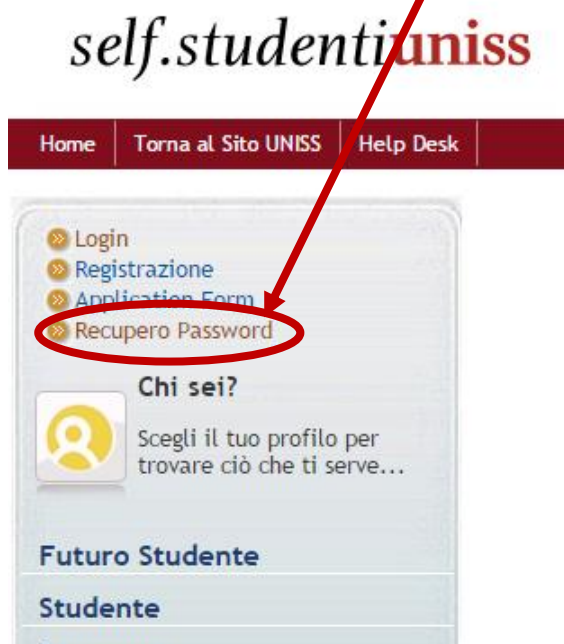 self.studentiuniss
Home Torna al Sito UNISS Help Desk
Login
Registrazione
Application Form
Recupero Password
Chi sei?
Scegli il tuo profilo per
trovare ciò che ti serve...
Futuro Studente
Studente